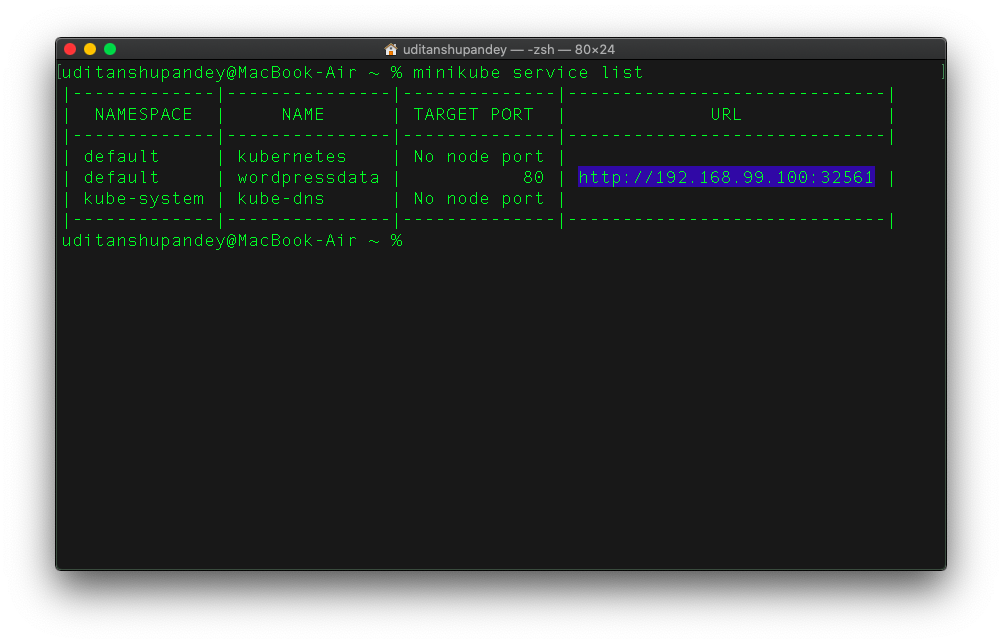 uditanshupandey — -zsh — 80×24
[uditanshupandey@MacBook-Air ~ % minikube service list ]
|-------------|---------------|--------------|-----------------------------|
|  NAMESPACE  |     NAME      | TARGET PORT  |             URL             |
|-------------|---------------|--------------|-----------------------------|
| default     | kubernetes    | No node port |
| default     | wordpressdata |           80 | http://192.168.99.100:32561 |
| kube-system | kube-dns      | No node port |
|-------------|---------------|--------------|-----------------------------|
uditanshupandey@MacBook-Air ~ %